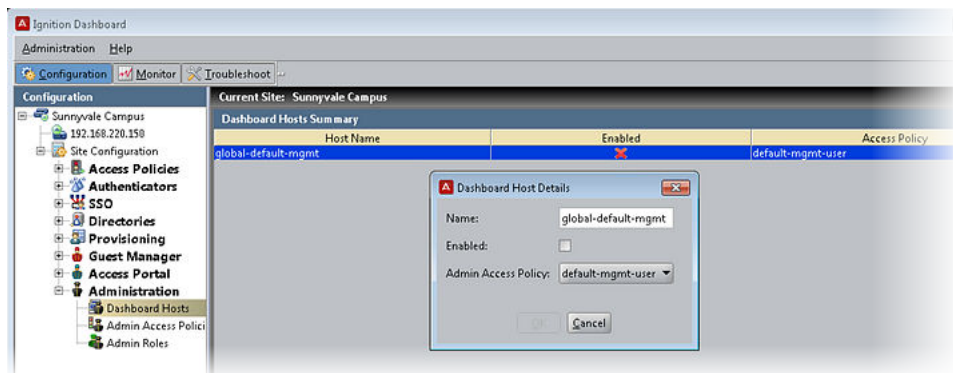 Ignition Dashboard
Administration Help
Configuration Monitor Troubleshoot
Configuration
Current Site: Sunnyvale Campus
Sunnyvale Campus
192.168.220.150
Site Configuration
Access Policies
Authenticators
SSO
Directories
Provisioning
Guest Manager
Access Portal
Administration
Dashboard Hosts
Admin Access Polici
Admin Roles
Dashboard Hosts Summary
Host Name Enabled Access Policy
global-default-mgmt default-mgmt-user
Dashboard Host Details
Name: global-default-mgmt
Enabled:
Admin Access Policy: default-mgmt-user
OK Cancel